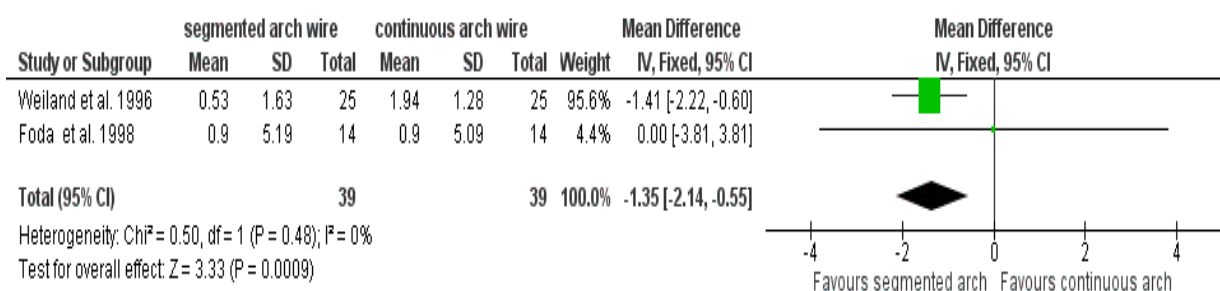 segmented arch wire continuous arch wire Mean Difference Mean Difference
Study or Subgroup Mean SD Total Mean SD Total Weight IV, Fixed, 95% CI IV, Fixed, 95% CI
Weiland et al. 1996 0.53 1.63 25 1.94 1.28 25 95.6% -1.41 [-2.22, -0.60]
Foda et al. 1998 0.9 5.19 14 0.9 5.09 14 4.4% 0.00 [-3.81, 3.81]
Total (95% CI) 39 39 100.0% -1.35 [-2.14, -0.55]
Heterogeneity: Chi² = 0.50, df = 1 (P = 0.48); I² = 0%
Test for overall effect: Z = 3.33 (P = 0.0009)
-4 -2 0 2 4
Favours segmented arch Favours continuous arch